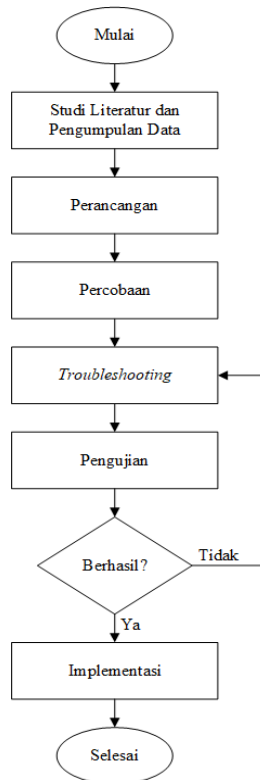 Mulai
Studi Literatur dan
Pengumpulan Data
Perancangan
Percobaan
Troubleshooting
Pengujian
Berhasil?
Tidak
Ya
Implementasi
Selesai